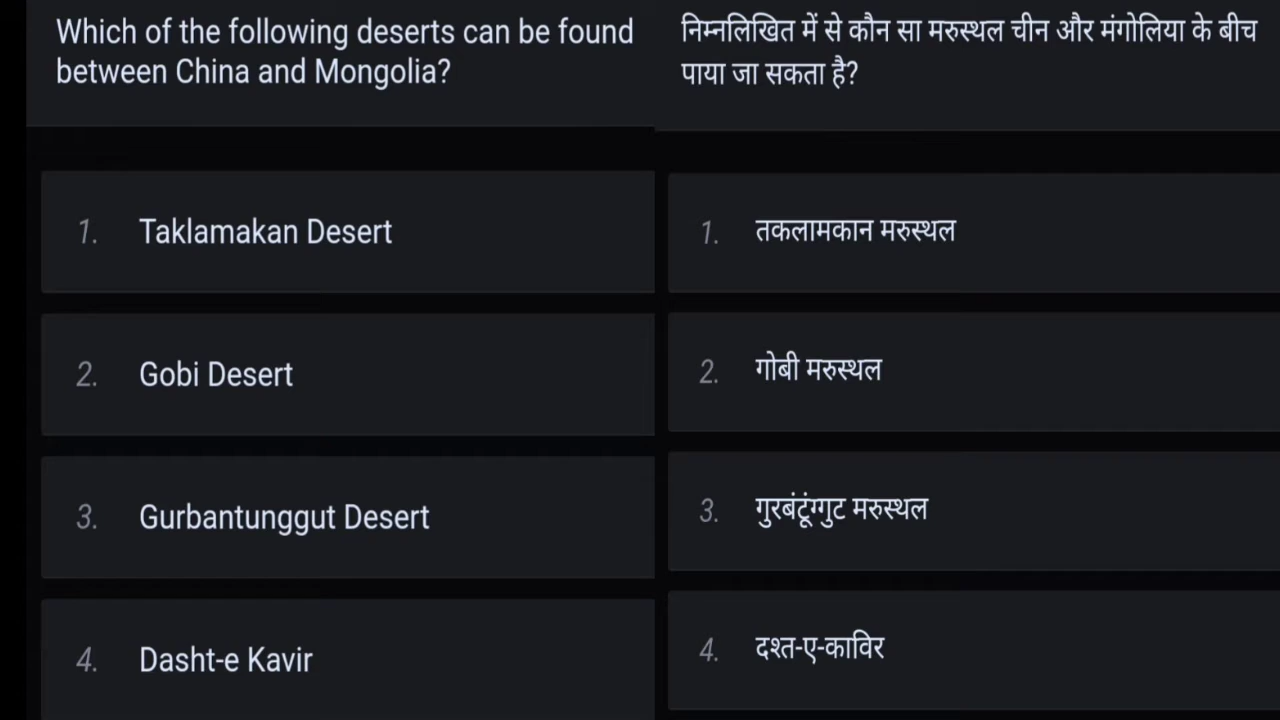 Which of the following deserts can be found
between China and Mongolia?
1. Taklamakan Desert
2. Gobi Desert
3. Gurbantunggut Desert
4. Dasht-e Kavir
निम्नलिखित में से कौन सा मरुस्थल चीन और मंगोलिया के बीच
पाया जा सकता है?
1. तकलामकान मरुस्थल
2. गोबी मरुस्थल
3. गुरबंटूंग्गुट मरुस्थल
4. दश्त-ए-काविर